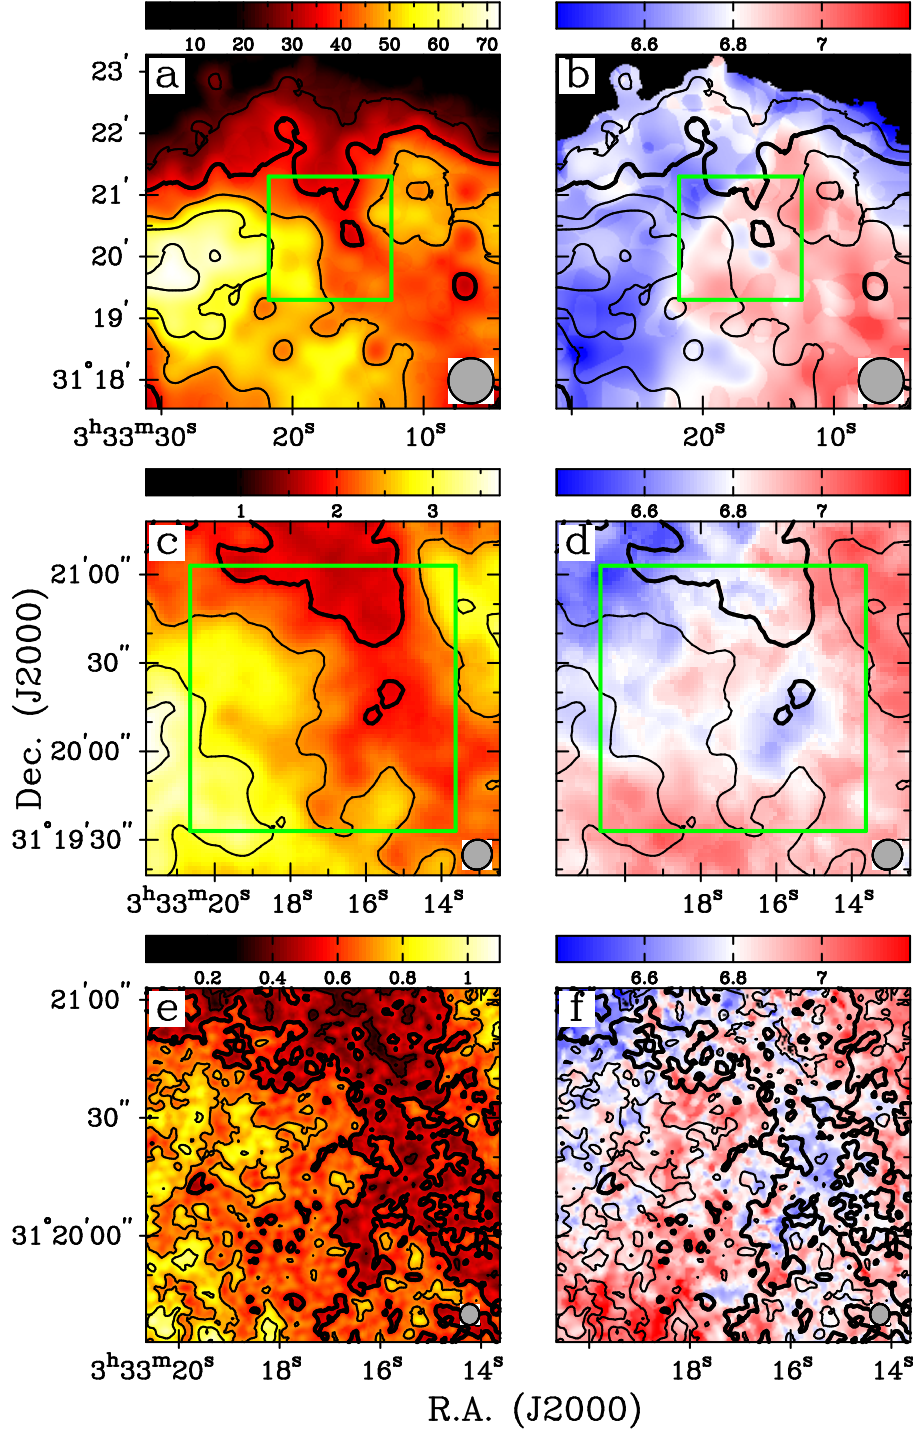 10 20 30 40 50 60 70 6.6 6.8 7
a b
23′
22′
21′
20′
19′
31° 18′
3ʰ33ᵐ30ˢ 20ˢ 10ˢ 20ˢ 10ˢ
1 2 3 6.6 6.8 7
c d
21′00″
30″
20′00″
31° 19′30″
3ʰ33ᵐ20ˢ 18ˢ 16ˢ 14ˢ 18ˢ 16ˢ 14ˢ
Dec. (J2000)
0.2 0.4 0.6 0.8 1 6.6 6.8 7
e f
21′00″
30″
31° 20′00″
3ʰ33ᵐ20ˢ 18ˢ 16ˢ 14ˢ 18ˢ 16ˢ 14ˢ
R.A. (J2000)